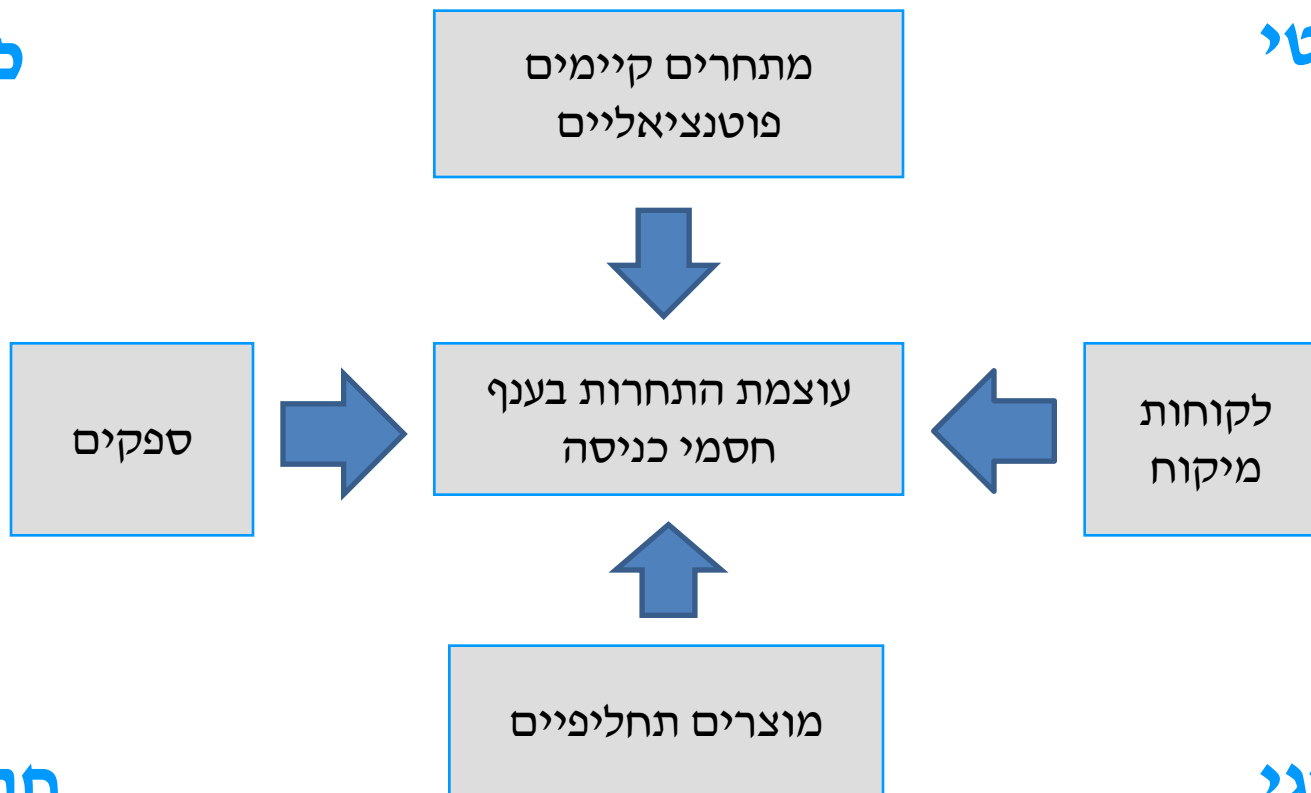 מתחרים קיימים
פוטנציאליים
לקוחות
מיקוח
עוצמת התחרות בענף
חסמי כניסה
ספקים
מוצרים תחליפיים